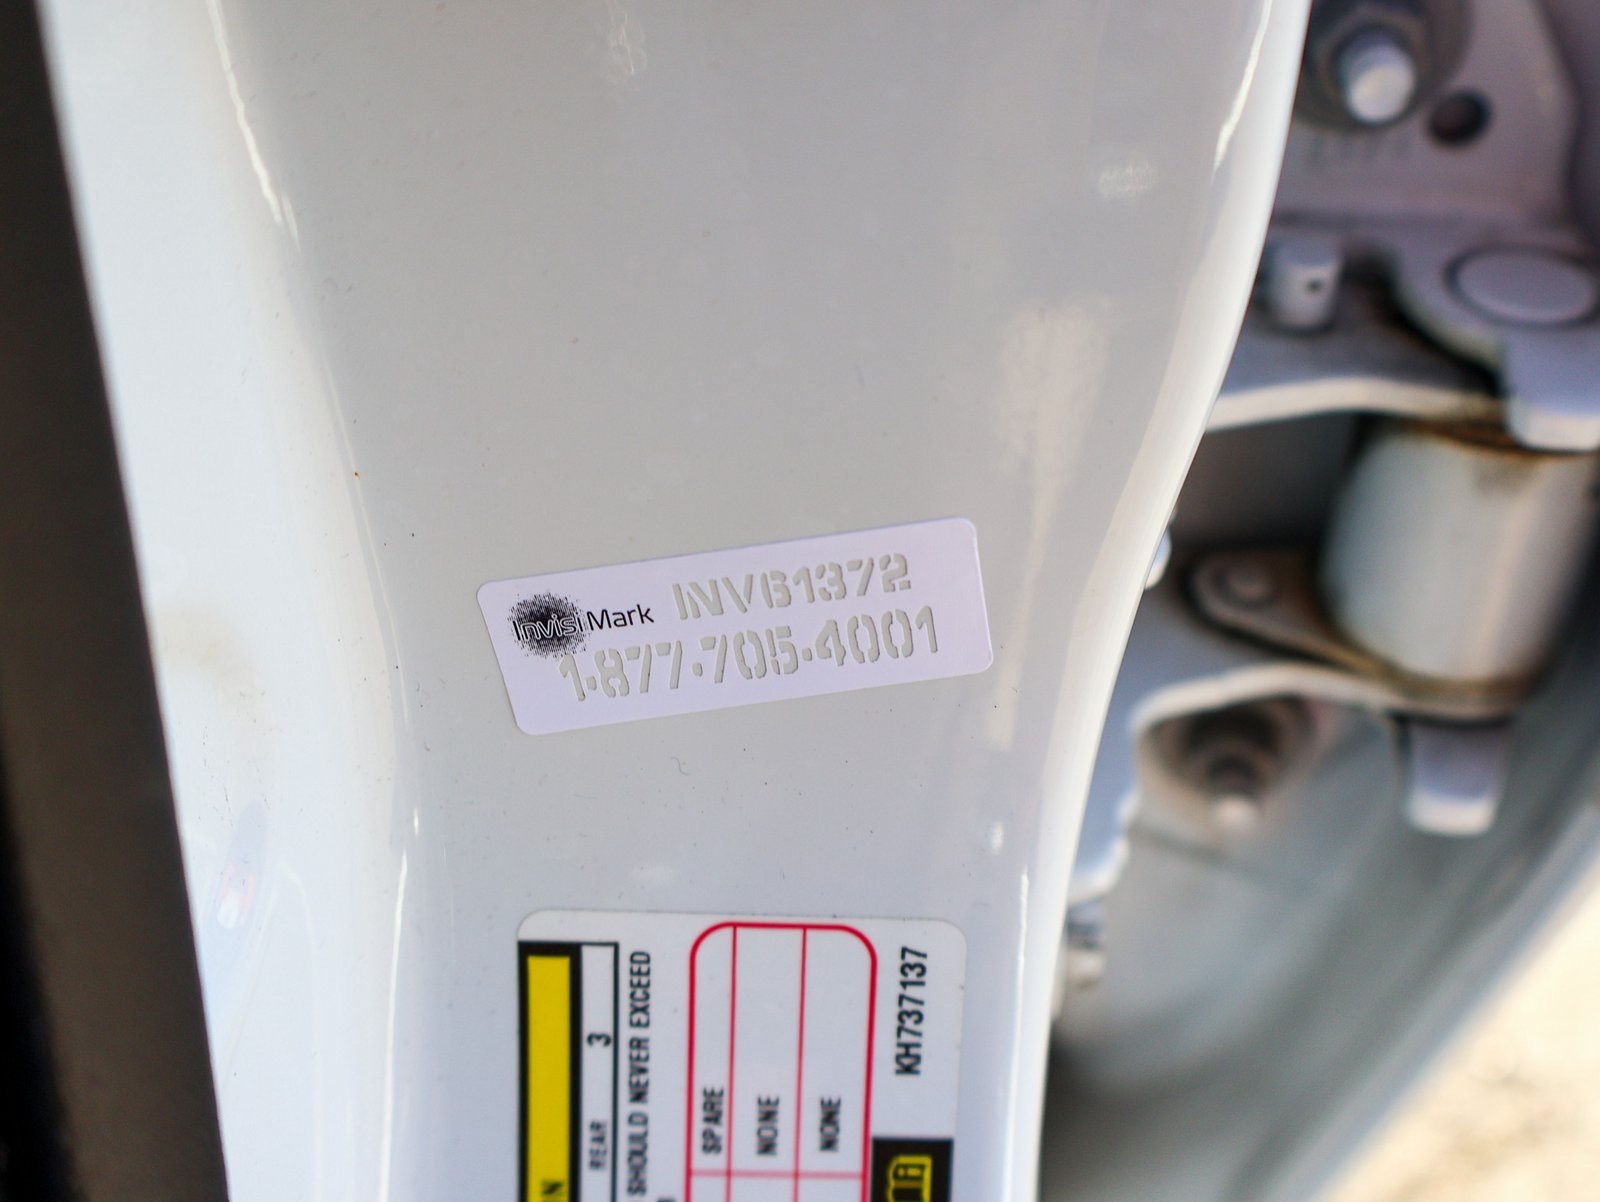 InvisiMark INV61372
1-877-705-4001
REAR 3
SHOULD NEVER EXCEED
SPARE
NONE
NONE
KH737137